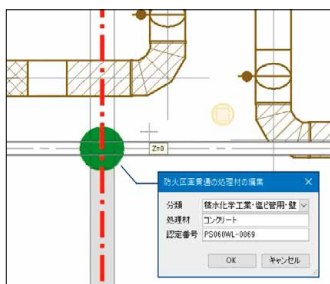 Z=0
防火区画貫通の処理材の編集
分類 積水化学工業・塩ビ管用・壁
処理材 コンクリート
認定番号 PS060WL-0069
OK キャンセル